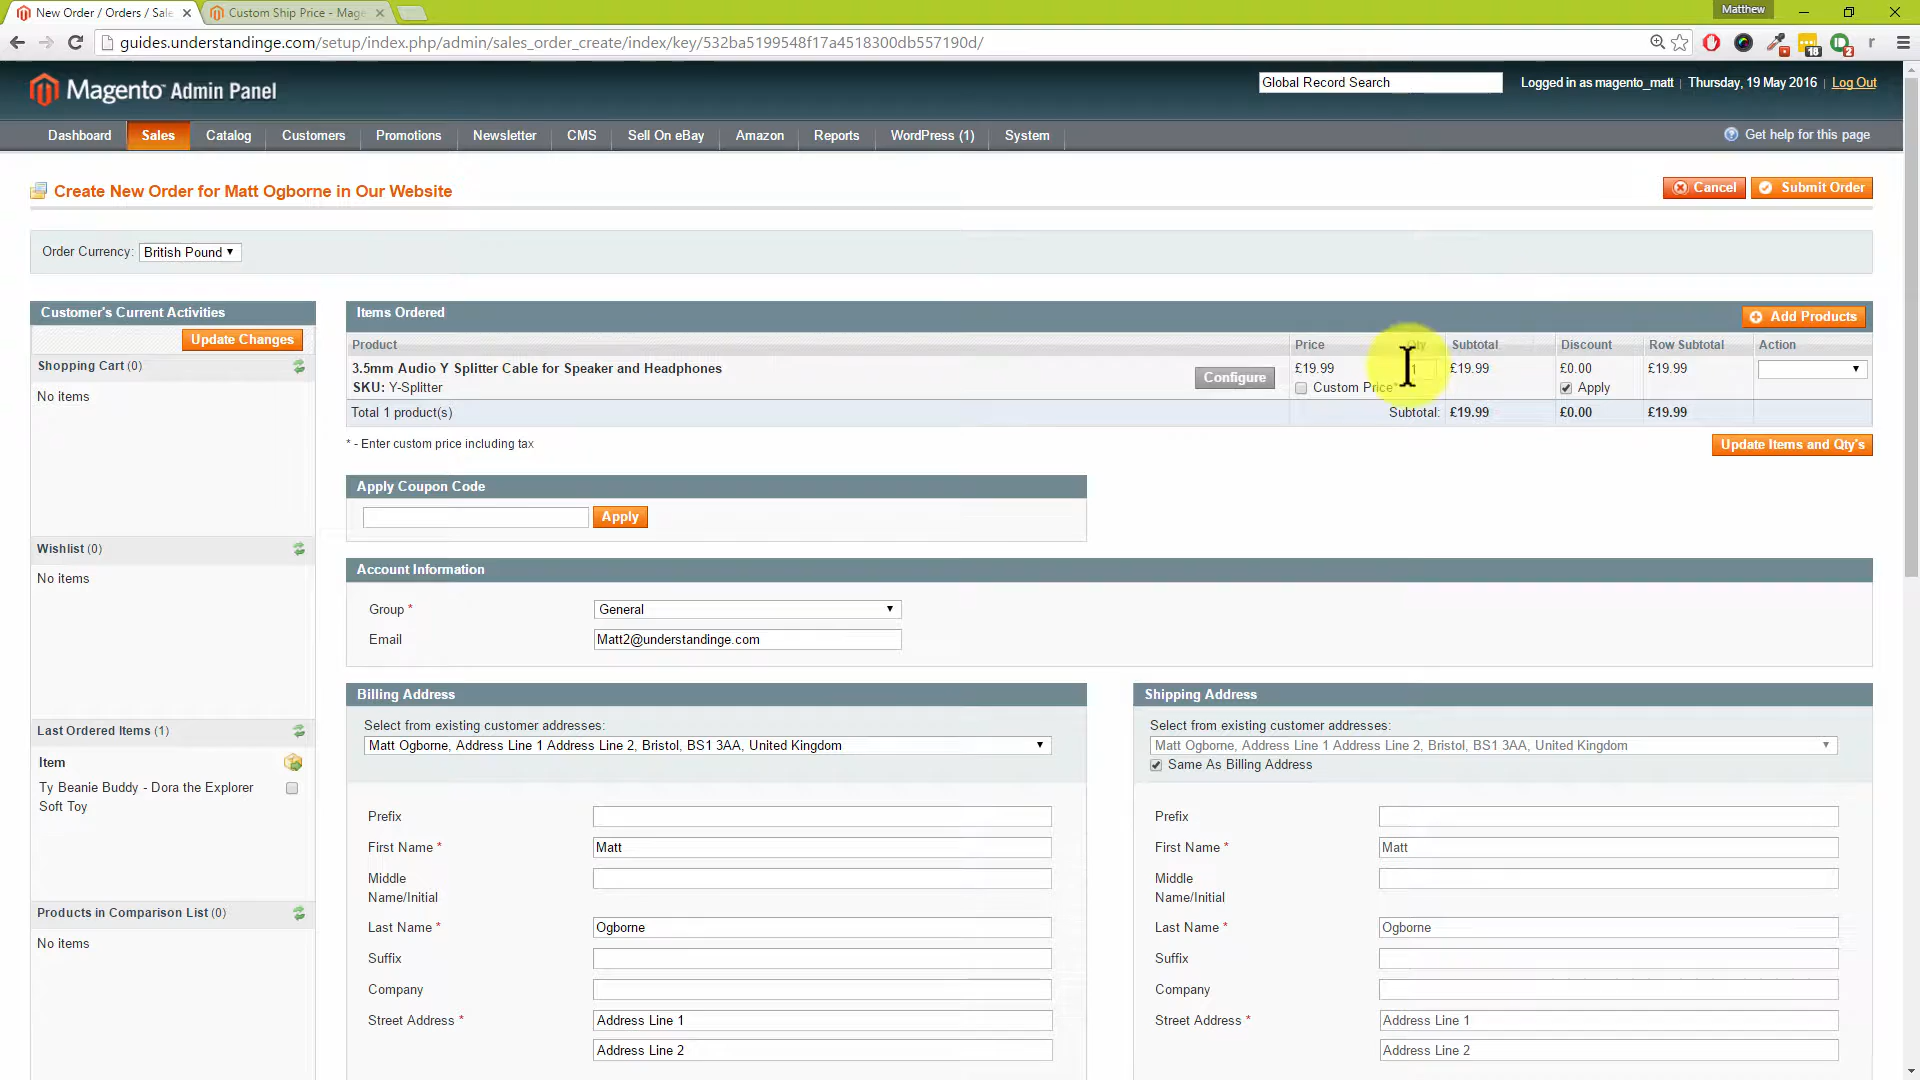 New Order / Orders / Sale
Custom Ship Price - Mage
Matthew
guides.understandinge.com/setup/index.php/admin/sales_order_create/index/key/532ba5199548f17a4518300db557190d/
18
2
r
Magento Admin Panel
Global Record Search
Logged in as magento_matt | Thursday, 19 May 2016 | Log Out
Dashboard Sales Catalog Customers Promotions Newsletter CMS Sell On eBay Amazon Reports WordPress (1) System
Get help for this page
Create New Order for Matt Ogborne in Our Website
Cancel Submit Order
Order Currency: British Pound
Customer's Current Activities
Update Changes
Shopping Cart (0)
No items
Wishlist (0)
No items
Last Ordered Items (1)
Item
Ty Beanie Buddy - Dora the Explorer
Soft Toy
Products in Comparison List (0)
No items
Items Ordered
Add Products
Product Price Qty Subtotal Discount Row Subtotal Action
3.5mm Audio Y Splitter Cable for Speaker and Headphones
SKU: Y-Splitter
Configure
£19.99
Custom Price*
1
£19.99
£0.00
Apply
£19.99
Total 1 product(s) Subtotal: £19.99 £0.00 £19.99
* - Enter custom price including tax
Update Items and Qty's
Apply Coupon Code
Apply
Account Information
Group * General
Email Matt2@understandinge.com
Billing Address
Select from existing customer addresses:
Matt Ogborne, Address Line 1 Address Line 2, Bristol, BS1 3AA, United Kingdom
Prefix
First Name * Matt
Middle
Name/Initial
Last Name * Ogborne
Suffix
Company
Street Address * Address Line 1
Address Line 2
Shipping Address
Select from existing customer addresses:
Matt Ogborne, Address Line 1 Address Line 2, Bristol, BS1 3AA, United Kingdom
Same As Billing Address
Prefix
First Name * Matt
Middle
Name/Initial
Last Name * Ogborne
Suffix
Company
Street Address * Address Line 1
Address Line 2